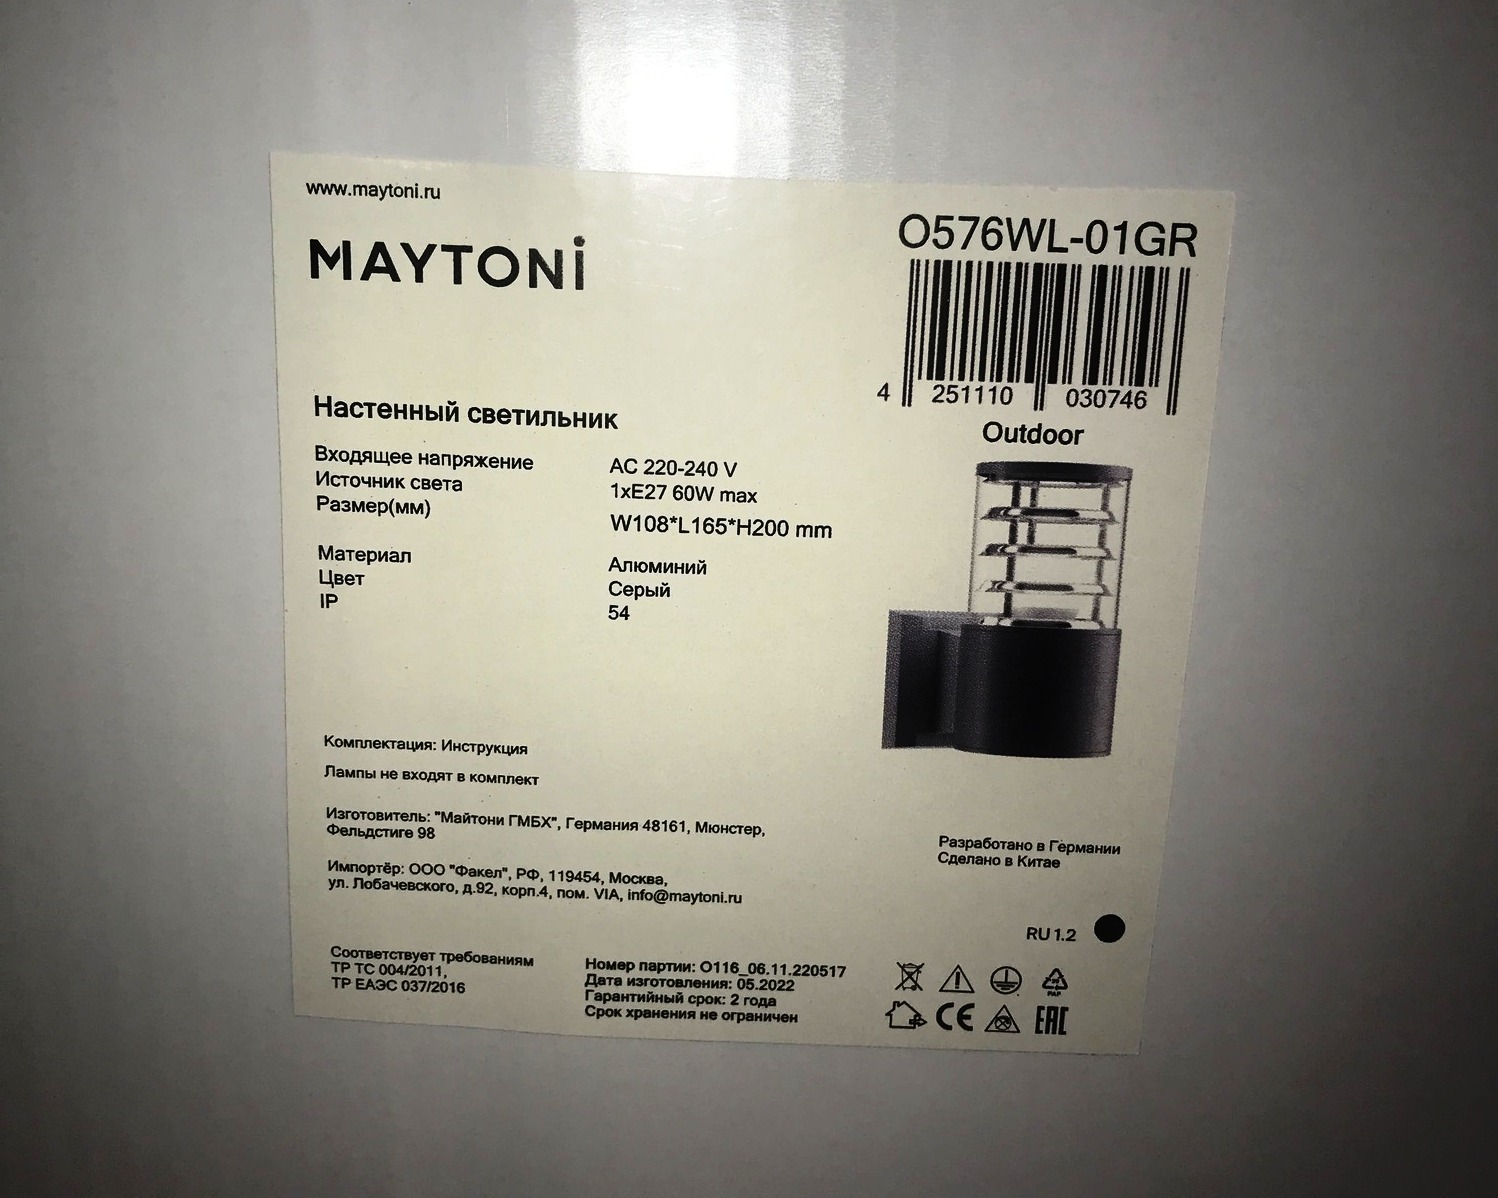 www.maytoni.ru
MAYTONi
O576WL-01GR
4 251110 030746
Outdoor
Настенный светильник
Входящее напряжение AC 220-240 V
Источник света 1xE27 60W max
Размер(мм) W108*L165*H200 mm
Материал Алюминий
Цвет Серый
IP 54
Комплектация: Инструкция
Лампы не входят в комплект
Изготовитель: "Майтони ГМБХ", Германия 48161, Мюнстер,
Фельдстиге 98
Импортёр: ООО "Факел", РФ, 119454, Москва,
ул. Лобачевского, д.92, корп.4, пом. VIA, info@maytoni.ru
Разработано в Германии
Сделано в Китае
RU 1.2
Соответствует требованиям
ТР ТС 004/2011,
ТР ЕАЭС 037/2016
Номер партии: O116_06.11.220517
Дата изготовления: 05.2022
Гарантийный срок: 2 года
Срок хранения не ограничен
PAP
CE
EAC